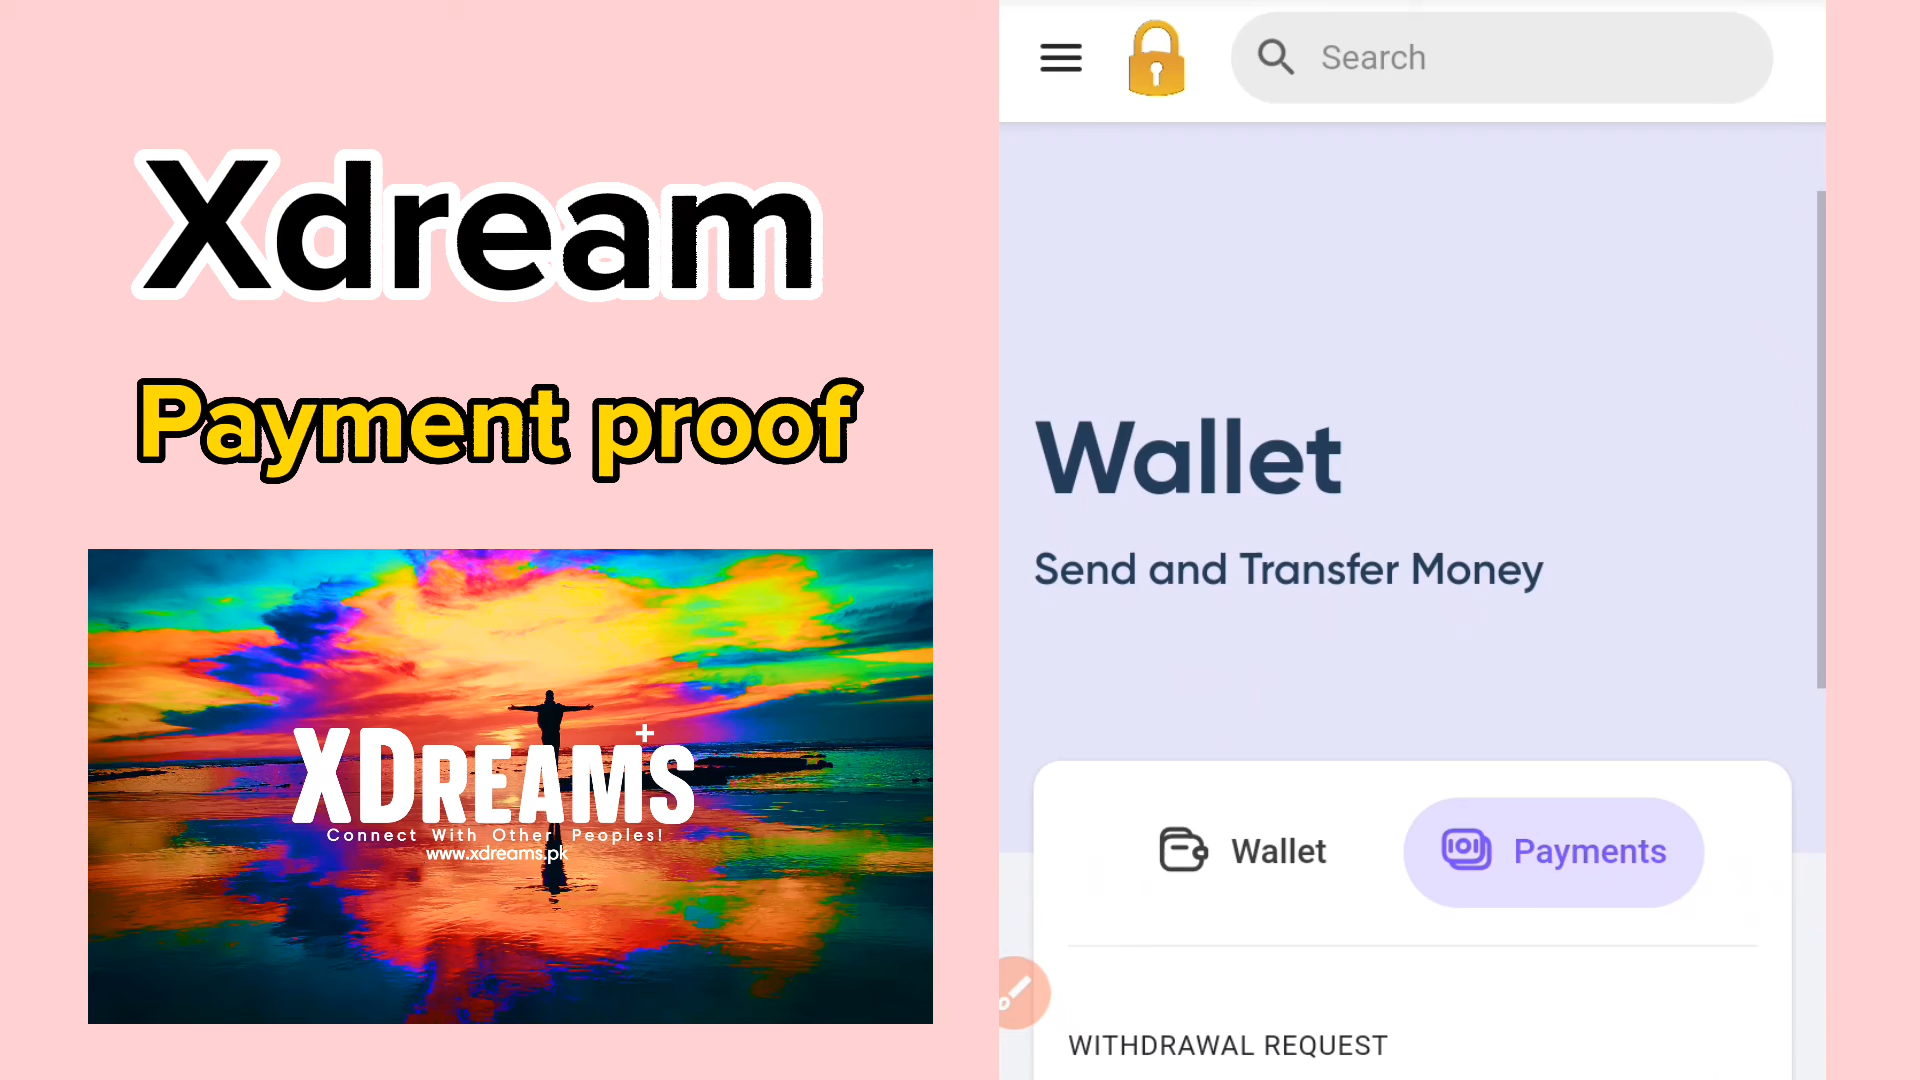 Xdream
Payment proof
XDREAMS+
Connect With Other Peoples!
www.xdreams.pk
Search
Wallet
Send and Transfer Money
Wallet
Payments
WITHDRAWAL REQUEST